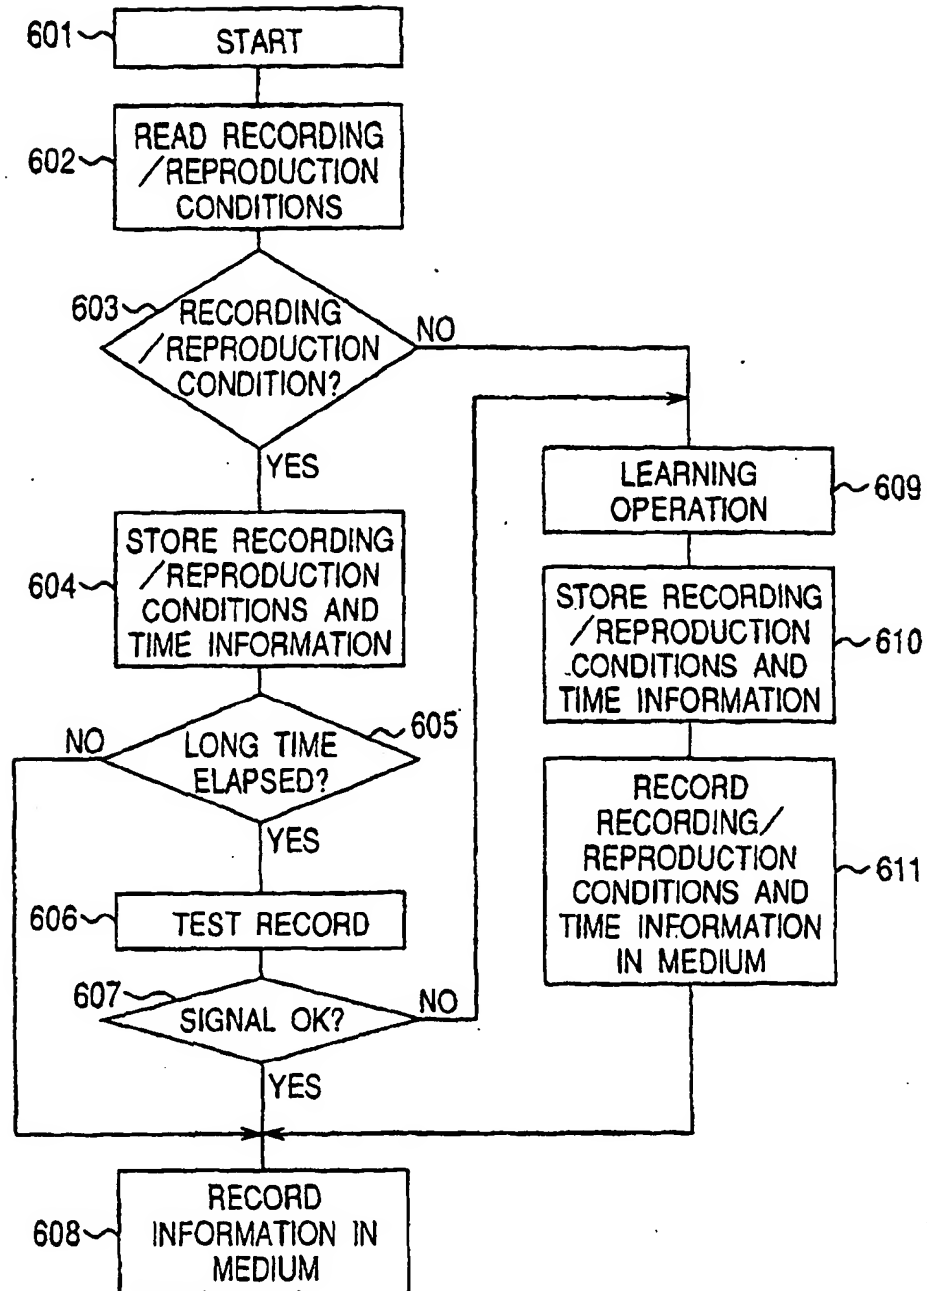 601
START
602
READ RECORDING
/REPRODUCTION
CONDITIONS
603
RECORDING
/REPRODUCTION
CONDITION?
NO
YES
604
STORE RECORDING
/REPRODUCTION
CONDITIONS AND
TIME INFORMATION
605
NO
LONG TIME
ELAPSED?
YES
606
TEST RECORD
607
SIGNAL OK?
NO
YES
608
RECORD
INFORMATION IN
MEDIUM
LEARNING
OPERATION
609
STORE RECORDING
/REPRODUCTION
CONDITIONS AND
TIME INFORMATION
610
RECORD
RECORDING/
REPRODUCTION
CONDITIONS AND
TIME INFORMATION
IN MEDIUM
611